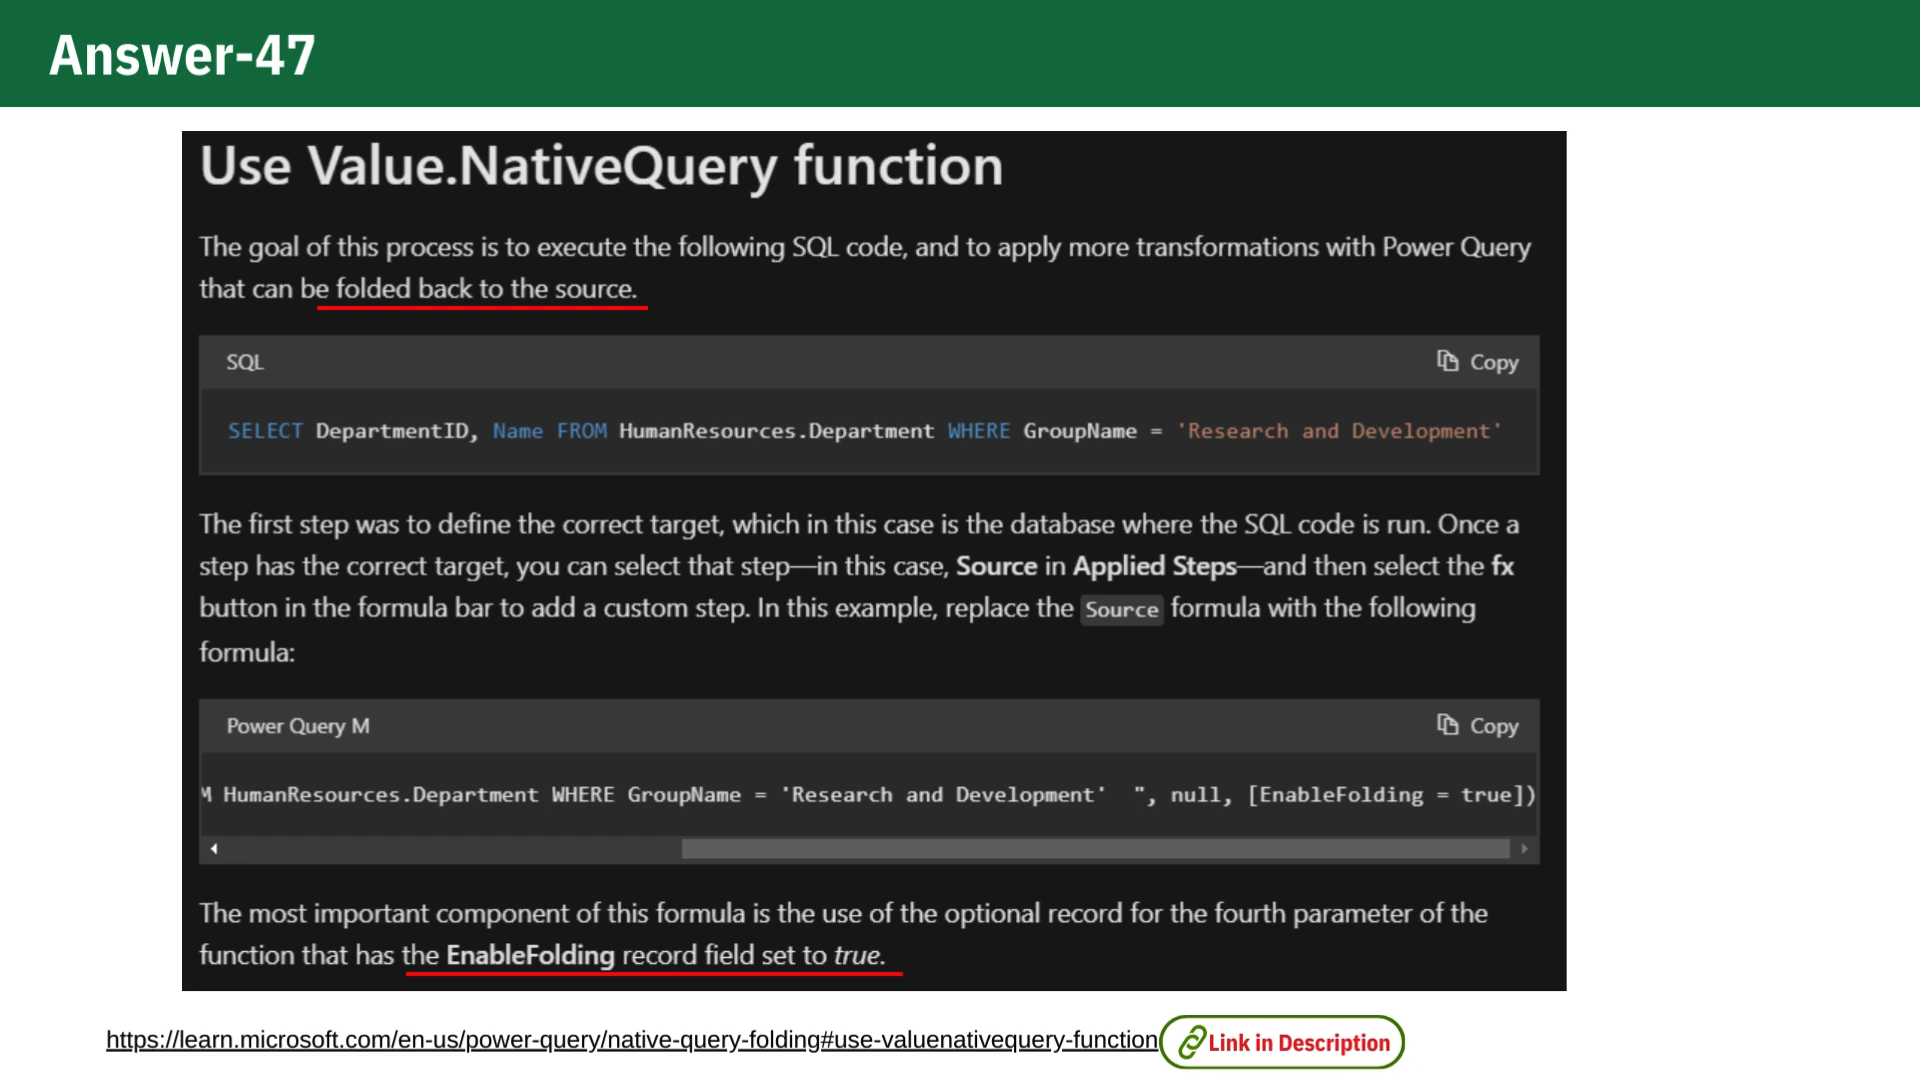 Answer-47
Use Value.NativeQuery function
The goal of this process is to execute the following SQL code, and to apply more transformations with Power Query
that can be folded back to the source.
SQL
Copy
SELECT DepartmentID, Name FROM HumanResources.Department WHERE GroupName = 'Research and Development'
The first step was to define the correct target, which in this case is the database where the SQL code is run. Once a
step has the correct target, you can select that step—in this case, Source in Applied Steps—and then select the fx
button in the formula bar to add a custom step. In this example, replace the Source formula with the following
formula:
Power Query M
Copy
M HumanResources.Department WHERE GroupName = 'Research and Development'  ", null, [EnableFolding = true])
The most important component of this formula is the use of the optional record for the fourth parameter of the
function that has the EnableFolding record field set to true.
https://learn.microsoft.com/en-us/power-query/native-query-folding#use-valuenativequery-function
Link in Description